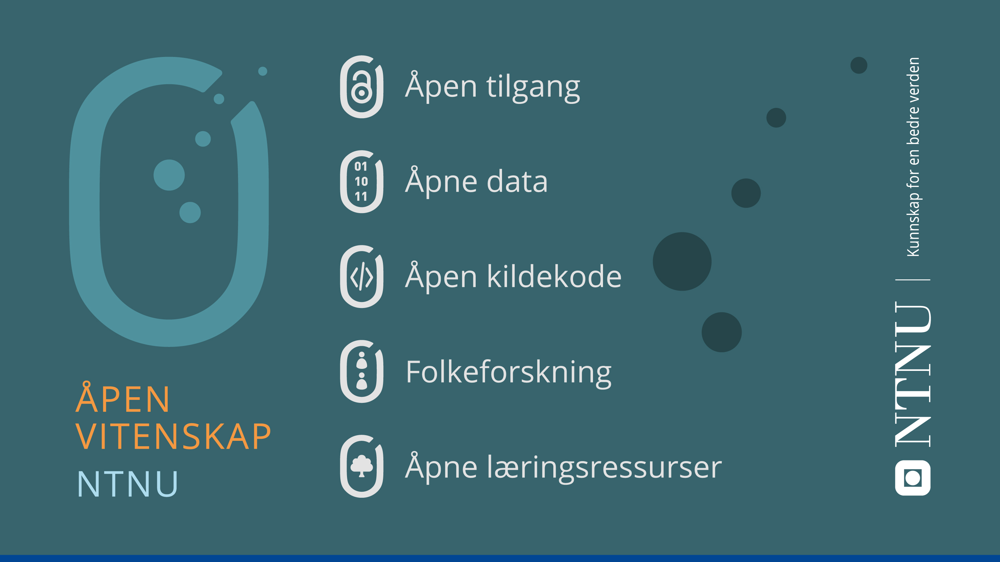 ÅPEN
VITENSKAP
NTNU
Åpen tilgang
01
10
11
Åpne data
</>
Åpen kildekode
Folkeforskning
Åpne læringsressurser
NTNU
Kunnskap for en bedre verden